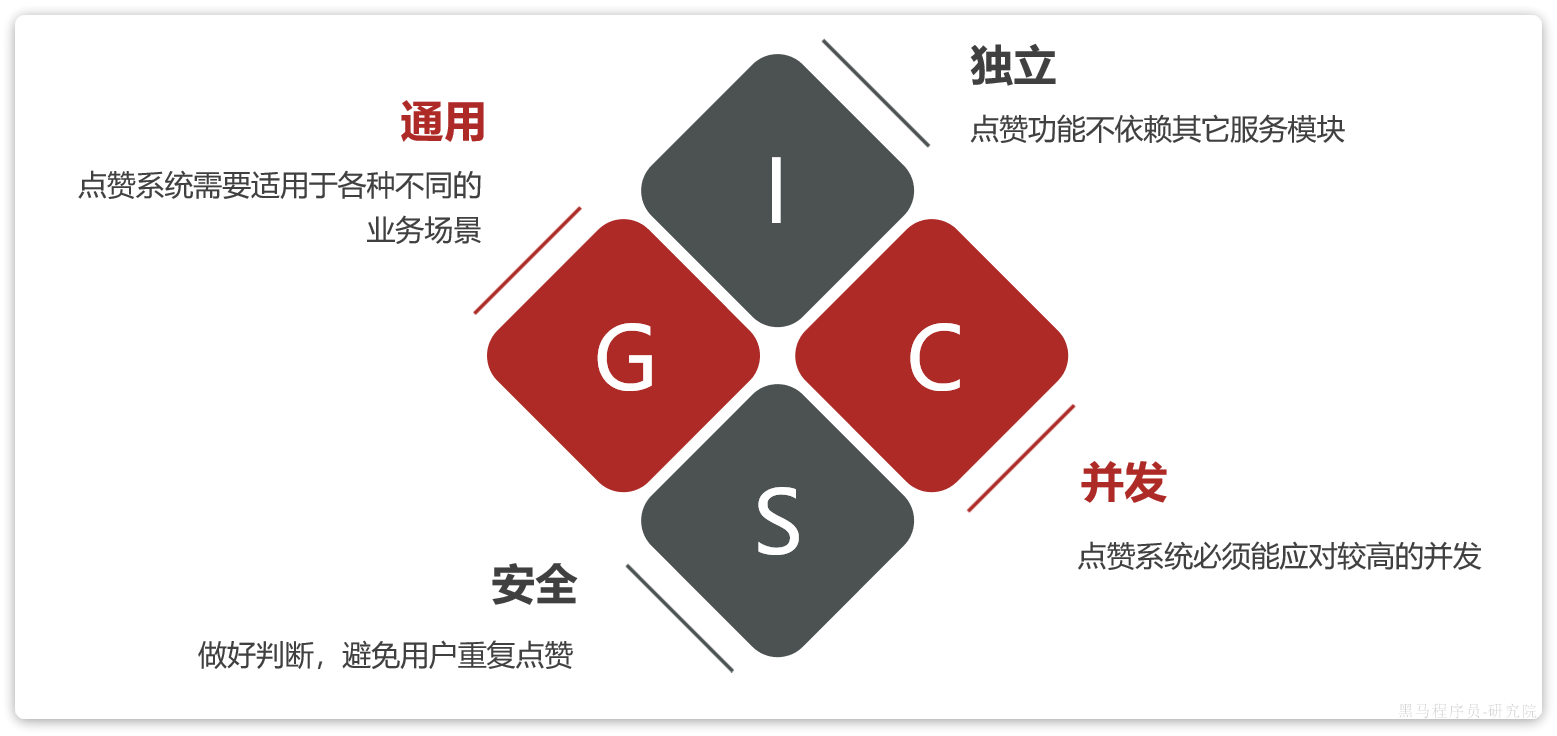 通用
点赞系统需要适用于各种不同的
业务场景
I
独立
点赞功能不依赖其它服务模块
G
C
S
并发
点赞系统必须能应对较高的并发
安全
做好判断，避免用户重复点赞
黑马程序员-研究院